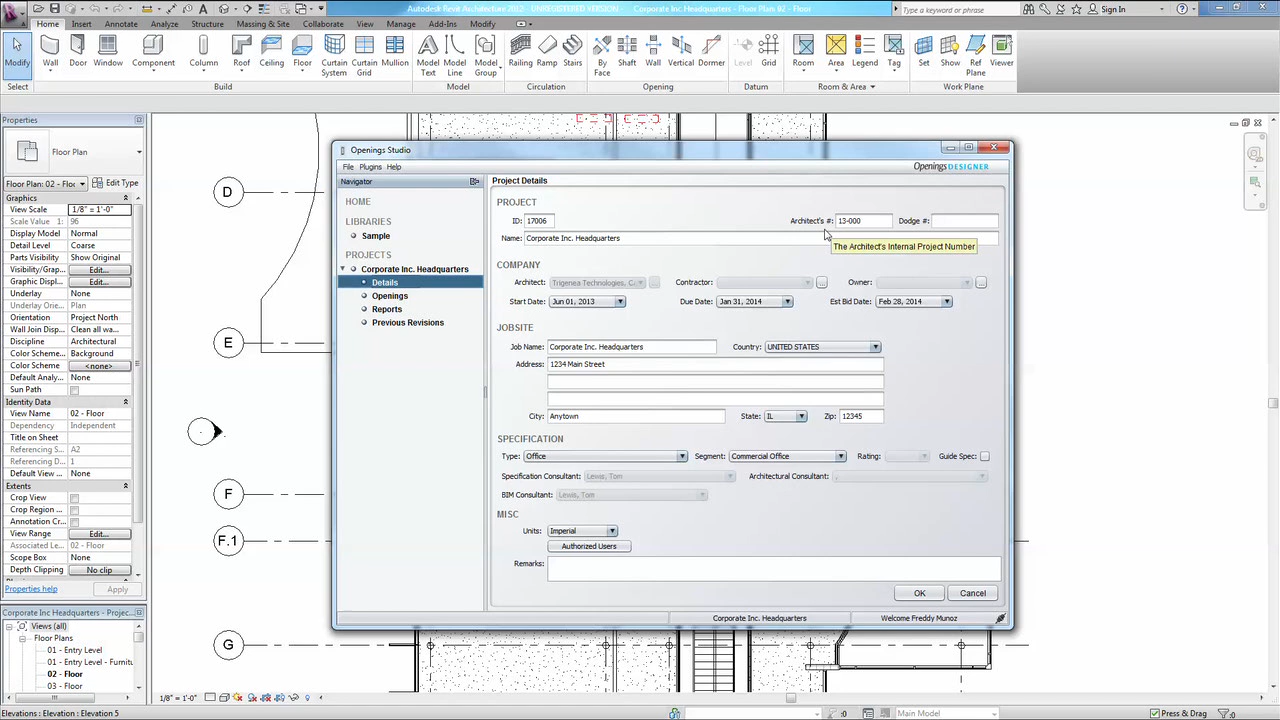 Autodesk Revit Architecture 2012 - UNREGISTERED VERSION - Corporate Inc. Headquarters - Floor Plan: 02 - Floor
Type a keyword or phrase
Sign In
Home Insert Annotate Analyze Structure Massing & Site Collaborate View Manage Add-Ins Modify
Modify Wall Door Window Component Column Roof Ceiling Floor Curtain System Curtain Grid Mullion Model Text Model Line Model Group Railing Ramp Stairs By Face Shaft Wall Vertical Dormer Level Grid Room Area Legend Tag Set Show Ref Plane Viewer
Select Build Model Circulation Opening Datum Room & Area Work Plane
Properties
Floor Plan
Floor Plan: 02 - Floor Edit Type
Graphics
View Scale 1/8" = 1'-0"
Scale Value 1: 96
Display Model Normal
Detail Level Coarse
Parts Visibility Show Original
Visibility/Grap... Edit...
Graphic Displ... Edit...
Underlay None
Underlay Orie... Plan
Orientation Project North
Wall Join Disp... Clean all wa...
Discipline Architectural
Color Scheme... Background
Color Scheme <none>
Default Analy... None
Sun Path
Identity Data
View Name 02 - Floor
Dependency Independent
Title on Sheet
Referencing S... A2
Referencing D...
Default View ... None
Extents
Crop View
Crop Region ...
Annotation Cr...
View Range Edit...
Associated Le... 02 - Floor
Scope Box None
Depth Clipping No clip
Properties help Apply
Corporate Inc Headquarters - Projec...
Views (all)
Floor Plans
01 - Entry Level
01 - Entry Level - Furnitu
02 - Floor
03 - Floor
D
E
F
F.1
G
Openings Studio
File Plugins Help
OpeningsDESIGNER
Navigator
HOME
LIBRARIES
Sample
PROJECTS
Corporate Inc. Headquarters
Details
Openings
Reports
Previous Revisions
Project Details
PROJECT
ID: 17006 Architect's #: 13-000 Dodge #:
Name: Corporate Inc. Headquarters
The Architect's Internal Project Number
COMPANY
Architect: Trigenea Technologies, C... ... Contractor: ... Owner: ...
Start Date: Jun 01, 2013 Due Date: Jan 31, 2014 Est Bid Date: Feb 28, 2014
JOBSITE
Job Name: Corporate Inc. Headquarters Country: UNITED STATES
Address: 1234 Main Street
City: Anytown State: IL Zip: 12345
SPECIFICATION
Type: Office Segment: Commercial Office Rating: Guide Spec:
Specification Consultant: Lewis, Tom Architectural Consultant: ,
BIM Consultant: Lewis, Tom
MISC
Units: Imperial
Authorized Users
Remarks:
OK Cancel
Corporate Inc. Headquarters Welcome Freddy Munoz
1/8" = 1'-0"
Elevations : Elevation : Elevation 5
:0 Main Model Press & Drag :0